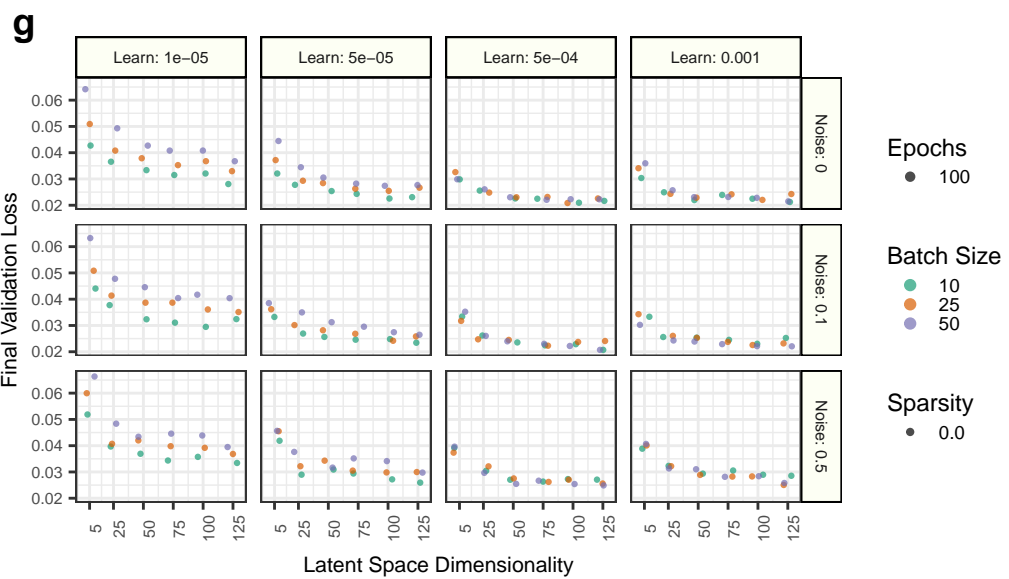 g
Learn: 1e−05
Learn: 5e−05
Learn: 5e−04
Learn: 0.001
Final Validation Loss
0.06
0.05
0.04
0.03
0.02
Noise: 0
0.06
0.05
0.04
0.03
0.02
Noise: 0.1
0.06
0.05
0.04
0.03
0.02
Noise: 0.5
5 25 50 75 100 125 5 25 50 75 100 125 5 25 50 75 100 125 5 25 50 75 100 125
Latent Space Dimensionality
Epochs
100
Batch Size
10
25
50
Sparsity
0.0